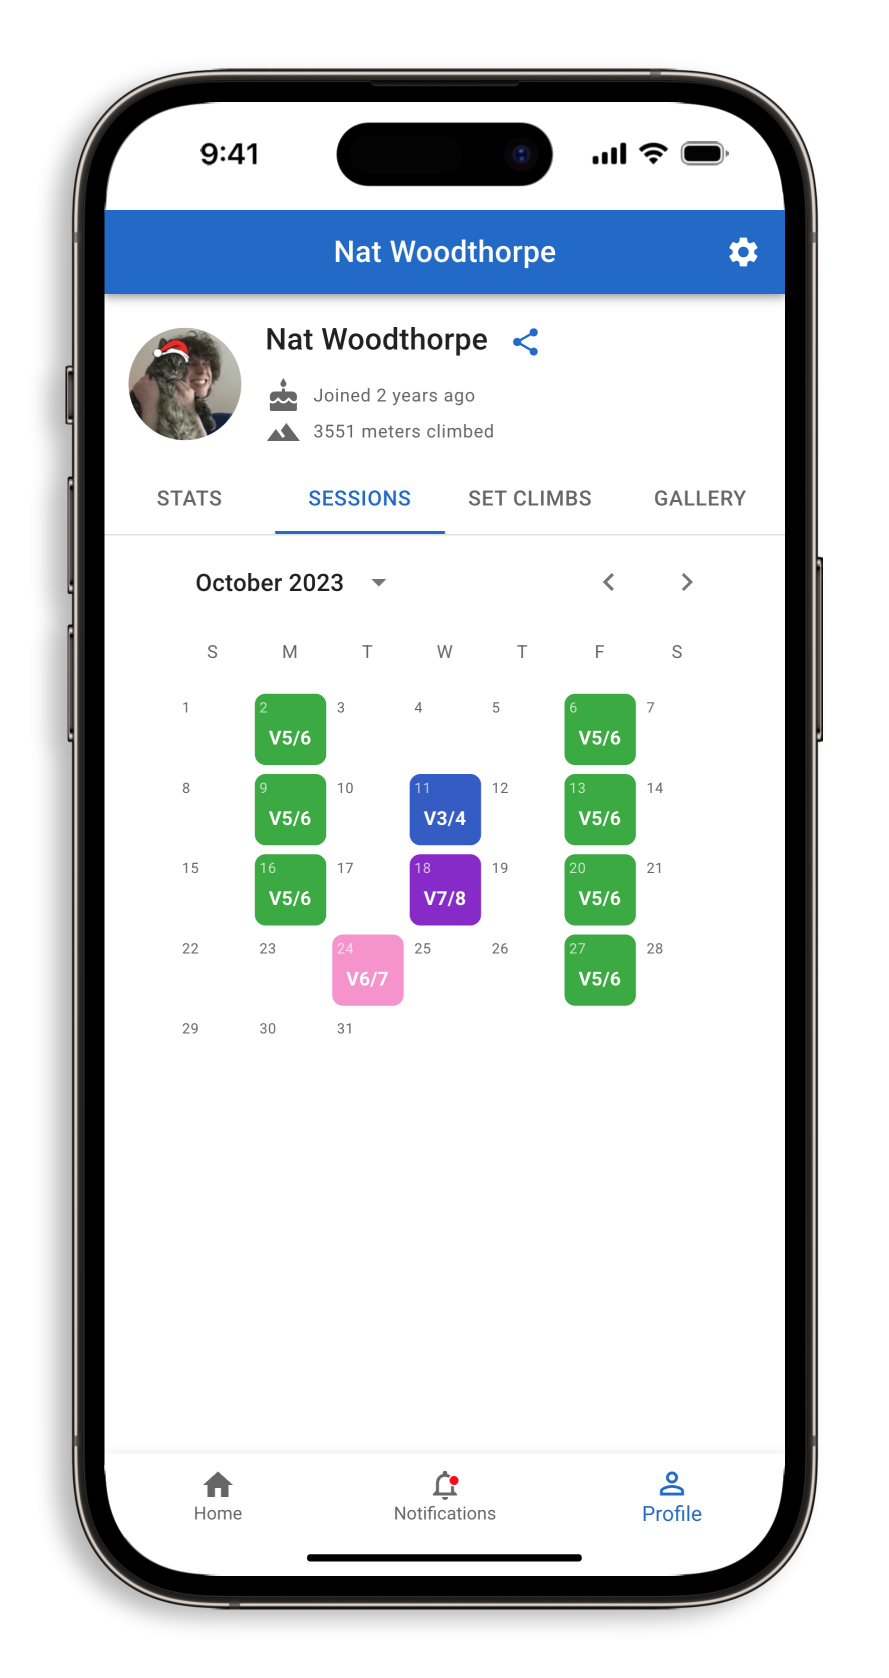 9:41
Nat Woodthorpe
Nat Woodthorpe
Joined 2 years ago
3551 meters climbed
STATS SESSIONS SET CLIMBS GALLERY
October 2023
S M T W T F S
1 2 3 4 5 6 7
V5/6 V5/6
8 9 10 11 12 13 14
V5/6 V3/4 V5/6
15 16 17 18 19 20 21
V5/6 V7/8 V5/6
22 23 24 25 26 27 28
V6/7 V5/6
29 30 31
Home Notifications Profile